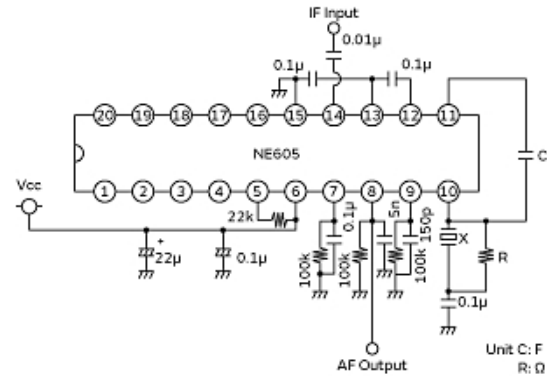 IF Input
0.01μ
0.1μ 0.1μ
20 19 18 17 16 15 14 13 12 11
NE605
C
Vcc
1 2 3 4 5 6 7 8 9 10
22k
+
22μ
0.1μ
100k
0.1μ
100k
5n
150p
100k
X
R
0.1μ
AF Output
Unit C: F
R: Ω